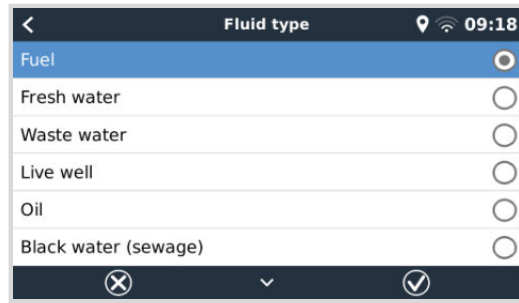 Fluid type 09:18
Fuel
Fresh water
Waste water
Live well
Oil
Black water (sewage)